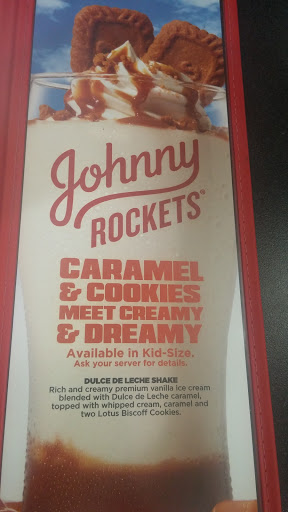 Johnny
ROCKETS®
CARAMEL
& COOKIES
MEET CREAMY
& DREAMY
Available in Kid-Size.
Ask your server for details.
DULCE DE LECHE SHAKE
Rich and creamy premium vanilla ice cream
blended with Dulce de Leche caramel,
topped with whipped cream, caramel and
two Lotus Biscoff Cookies.